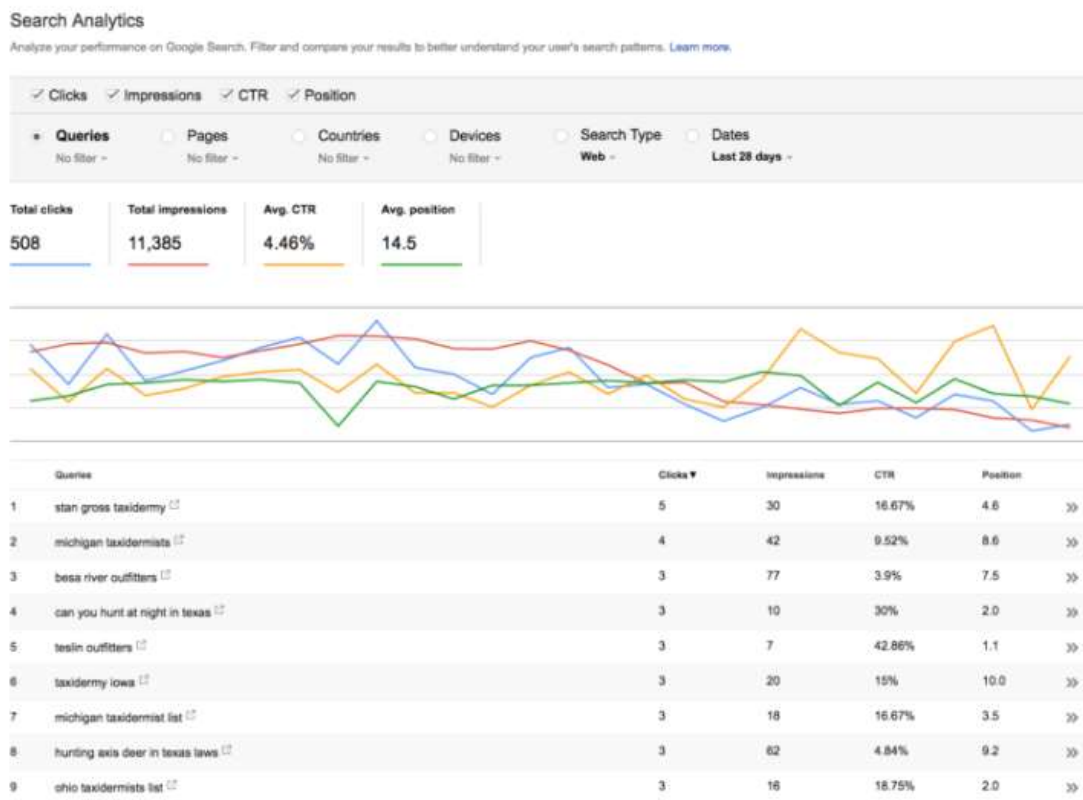 Search Analytics
Analyze your performance on Google Search. Filter and compare your results to better understand your user's search patterns. Learn more.
Clicks Impressions CTR Position
Queries Pages Countries Devices Search Type Dates
No filter No filter No filter No filter Web Last 28 days
Total clicks Total impressions Avg. CTR Avg. position
508 11,385 4.46% 14.5
Queries Clicks▼ Impressions CTR Position
1 stan gross taxidermy 5 30 16.67% 4.6 »
2 michigan taxidermists 4 42 9.52% 8.6 »
3 besa river outfitters 3 77 3.9% 7.5 »
4 can you hunt at night in texas 3 10 30% 2.0 »
5 teslin outfitters 3 7 42.86% 1.1 »
6 taxidermy iowa 3 20 15% 10.0 »
7 michigan taxidermist list 3 18 16.67% 3.5 »
8 hunting axis deer in texas laws 3 62 4.84% 9.2 »
9 ohio taxidermists list 3 16 18.75% 2.0 »